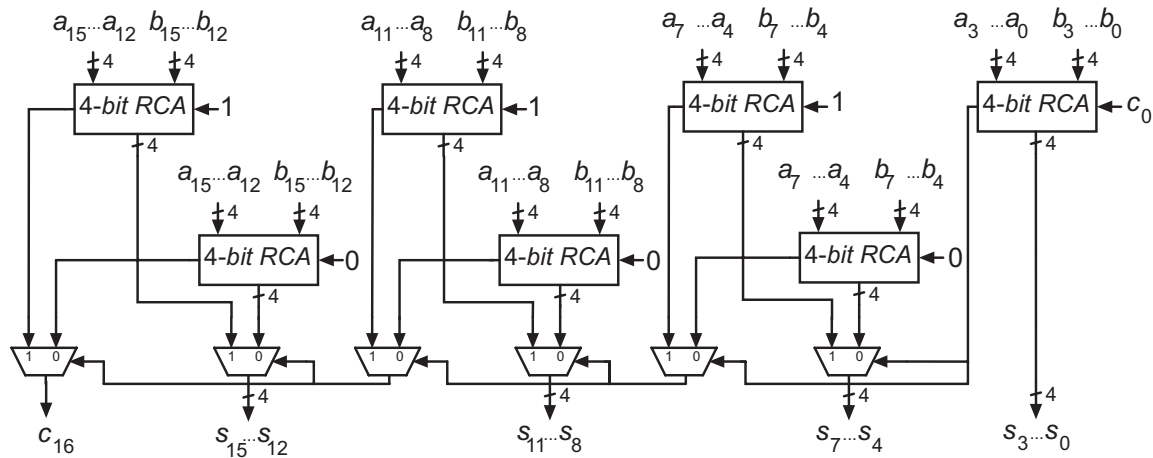 a15...a12 b15...b12 a11...a8 b11...b8 a7 ...a4 b7 ...b4 a3 ...a0 b3 ...b0
4 4 4 4 4 4 4 4
4-bit RCA 1 4-bit RCA 1 4-bit RCA 1 4-bit RCA c0
4 4 4 4
a15...a12 b15...b12 a11...a8 b11...b8 a7 ...a4 b7 ...b4
4 4 4 4 4 4
4-bit RCA 0 4-bit RCA 0 4-bit RCA 0
4 4 4
1 0 1 0 1 0 1 0 1 0 1 0
4 4 4 4
c16 s15...s12 s11...s8 s7...s4 s3...s0